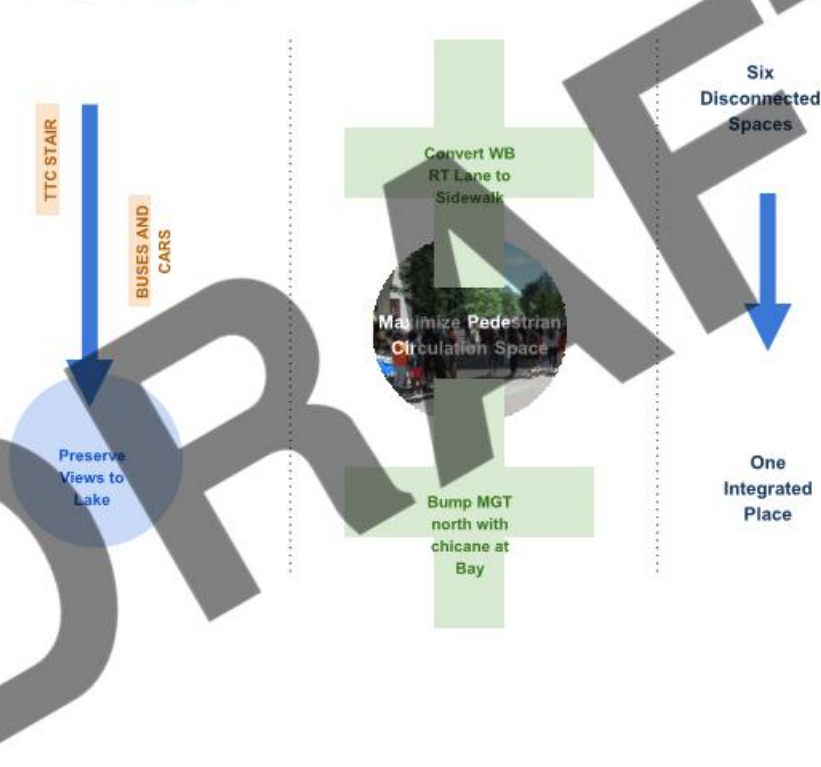 TTC STAIR
BUSES AND
CARS
Preserve
Views to
Lake
Convert WB
RT Lane to
Sidewalk
Maximize Pedestrian
Circulation Space
Bump MGT
north with
chicane at
Bay
Six
Disconnected
Spaces
One
Integrated
Place
DRAFT